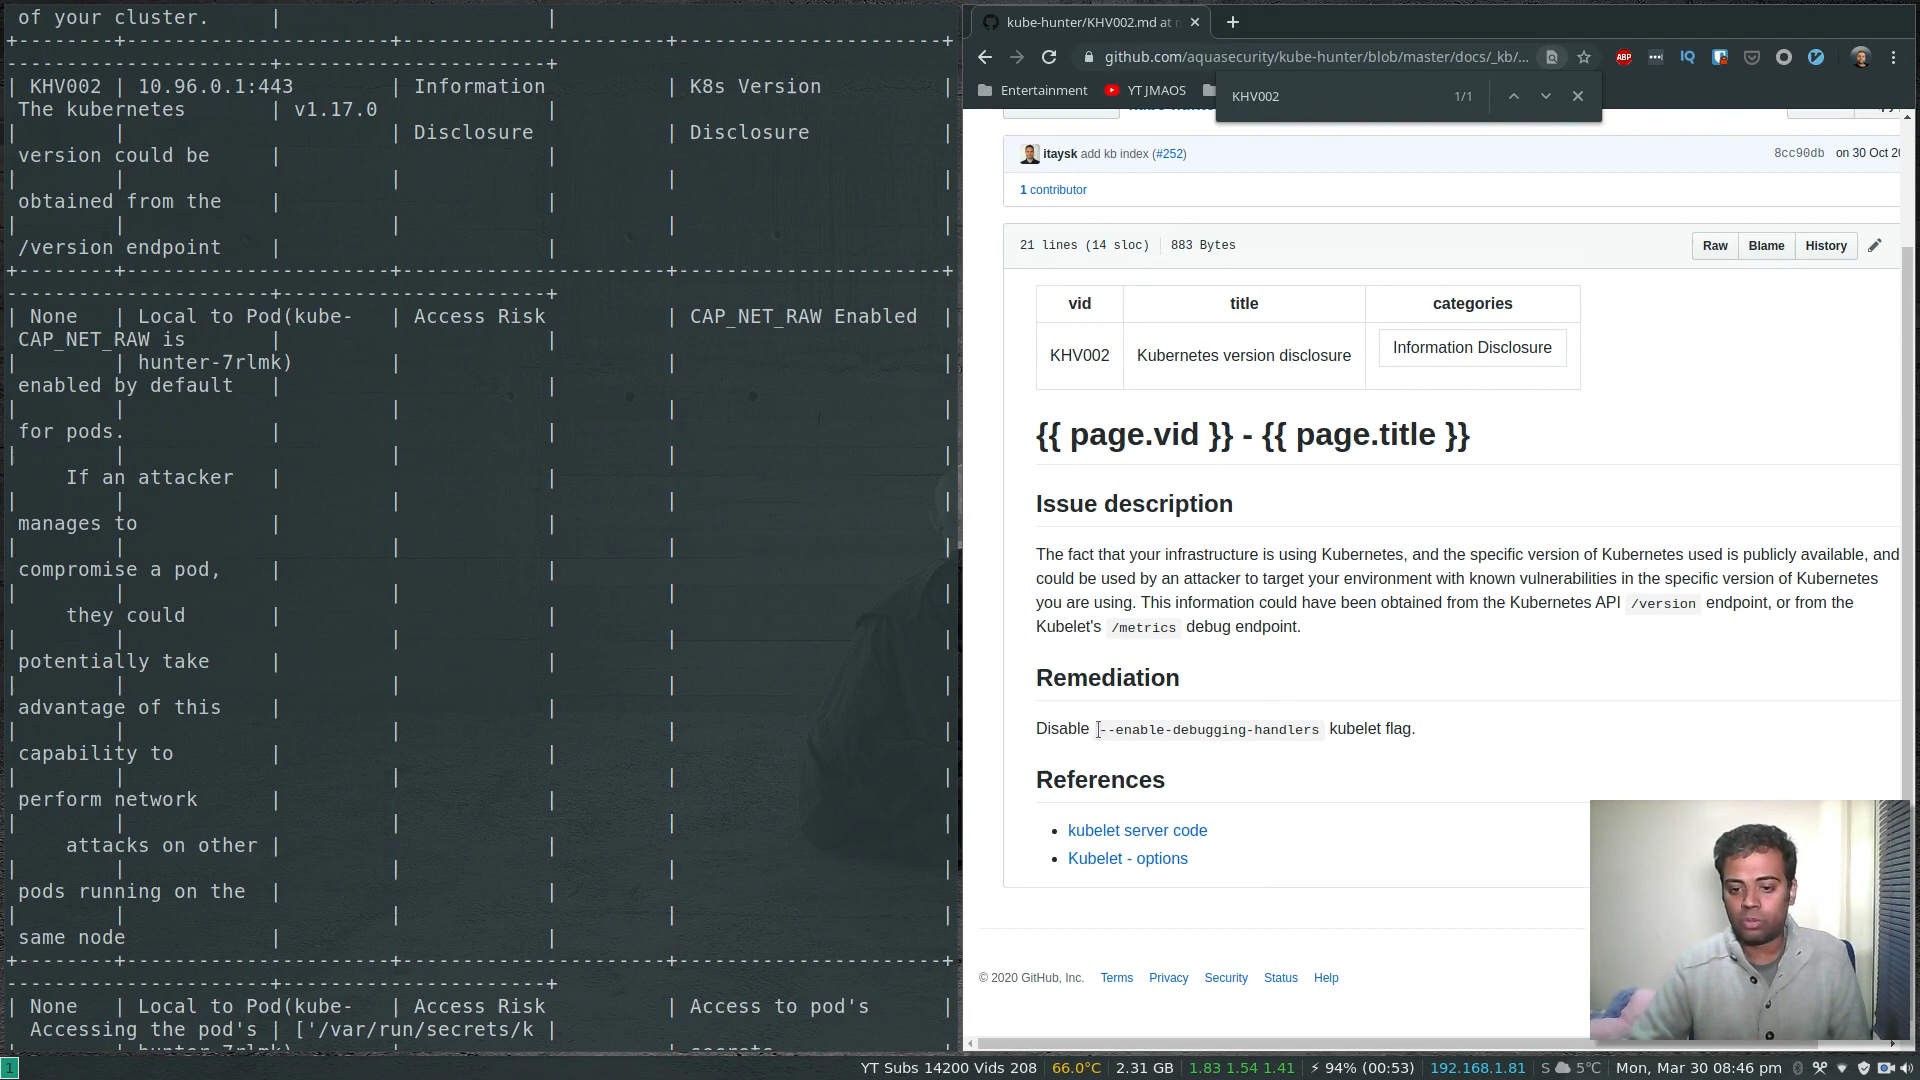 of your cluster.     |                       |
+--------+----------------------+----------------------+----------------------+
----------------------+----------------------+
| KHV002 | 10.96.0.1:443        | Information          | K8s Version          |
The kubernetes       | v1.17.0
|        |                      | Disclosure           | Disclosure           |
version could be     |                       |
|        |                      |                      |                      |
obtained from the    |                       |
|        |                      |                      |                      |
/version endpoint    |                       |
+--------+----------------------+----------------------+----------------------+
----------------------+----------------------+
| None   | Local to Pod(kube-   | Access Risk          | CAP_NET_RAW Enabled  |
CAP_NET_RAW is       |                       |
|        | hunter-7rlmk)        |                      |                      |
enabled by default   |                       |
|        |                      |                      |                      |
for pods.            |                       |
|        |                      |                      |                      |
    If an attacker   |                       |
|        |                      |                      |                      |
manages to           |                       |
|        |                      |                      |                      |
compromise a pod,    |                       |
|        |                      |                      |                      |
    they could       |                       |
|        |                      |                      |                      |
potentially take     |                       |
|        |                      |                      |                      |
advantage of this    |                       |
|        |                      |                      |                      |
capability to        |                       |
|        |                      |                      |                      |
perform network      |                       |
|        |                      |                      |                      |
    attacks on other |                       |
|        |                      |                      |                      |
pods running on the  |                       |
|        |                      |                      |                      |
same node            |                       |
+--------+----------------------+----------------------+----------------------+
----------------------+----------------------+
| None   | Local to Pod(kube-   | Access Risk          | Access to pod's      |
Accessing the pod's | ['/var/run/secrets/k |
kube-hunter/KHV002.md at
github.com/aquasecurity/kube-hunter/blob/master/docs/_kb/...
ABP IQ
Entertainment YT JMAOS
KHV002 1/1
itaysk add kb index (#252) 8cc90db on 30 Oct
1 contributor
21 lines (14 sloc) | 883 Bytes Raw Blame History
vid title categories
KHV002 Kubernetes version disclosure Information Disclosure
{{ page.vid }} - {{ page.title }}
Issue description
The fact that your infrastructure is using Kubernetes, and the specific version of Kubernetes used is publicly available, and
could be used by an attacker to target your environment with known vulnerabilities in the specific version of Kubernetes
you are using. This information could have been obtained from the Kubernetes API /version endpoint, or from the
Kubelet's /metrics debug endpoint.
Remediation
Disable --enable-debugging-handlers kubelet flag.
References
• kubelet server code
• Kubelet - options
© 2020 GitHub, Inc. Terms Privacy Security Status Help
1 YT Subs 14200 Vids 208 | 66.0°C | 2.31 GB | 1.83 1.54 1.41 | ⚡ 94% (00:53) | 192.168.1.81 | S 5°C | Mon, Mar 30 08:46 pm